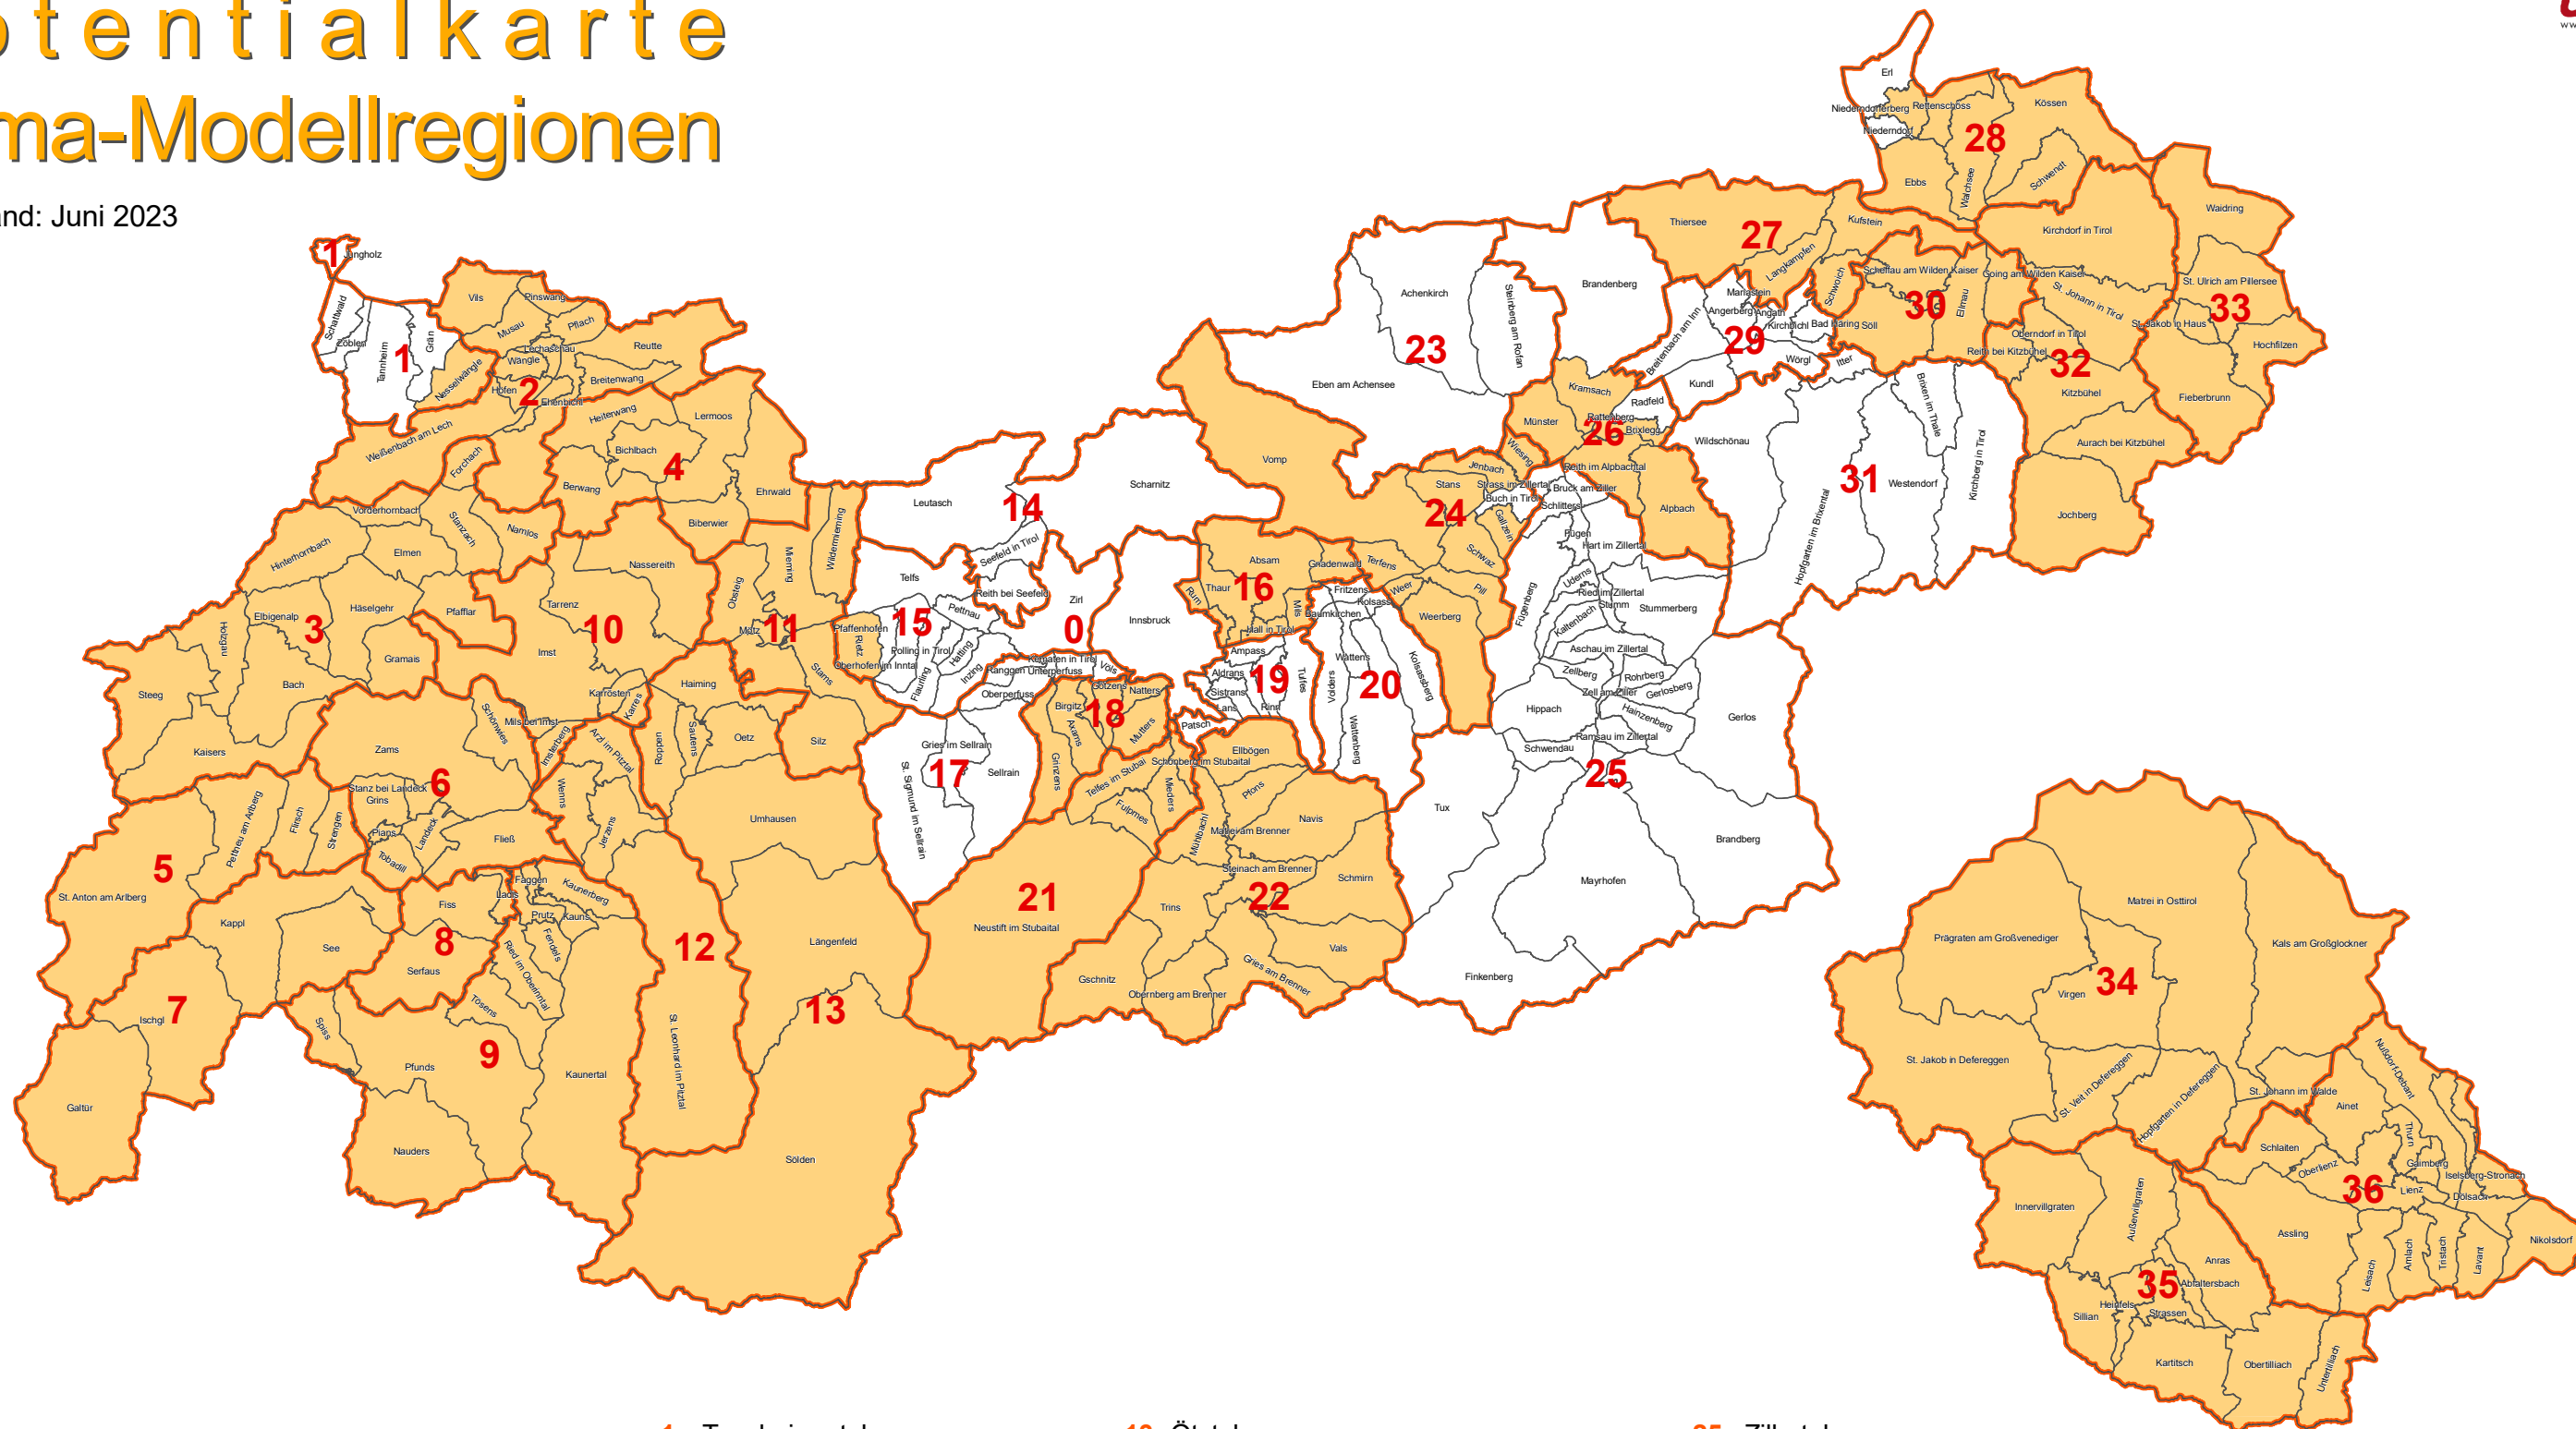 otentialkarte
ma-Modellregionen
nd: Juni 2023
1
Jungholz
Schattwald
Zöblen
Tannheim
1
Grän
Nesselwängle
Vils
Pinswang
Musau
Pflach
Lechaschau
Wängle
Reutte
Höfen
2
Ehenbichl
Breitenwang
Weißenbach am Lech
Forchach
Heiterwang
Lermoos
Bichlbach
4
Berwang
Ehrwald
Biberwier
Vorderhornbach
Stanzach
Namlos
Hinterhornbach
Elmen
Elbigenalp
Häselgehr
Pfafflar
3
Holzgau
Gramais
Bach
Steeg
Kaisers
Nassereith
Tarrenz
10
Imst
Karrösten
Karres
Obsteig
Mieming
Wildermieming
Mötz
11
Stams
Haiming
Silz
Oetz
Sautens
Roppen
Pfaffenhofen
Rietz
Oberhofen im Inntal
Zams
Schönwies
Mils bei Imst
Imsterberg
Arzl im Pitztal
Wenns
Jerzens
6
Stanz bei Landeck
Grins
Pians
Landeck
Tobadill
Fließ
Pettneu am Arlberg
Flirsch
Strengen
5
St. Anton am Arlberg
Kappl
See
7
Ischgl
Galtür
Fiss
Ladis
8
Serfaus
Faggen
Kaunerberg
Prutz
Kauns
Fendels
Ried im Oberinntal
Tösens
Spiss
Pfunds
9
Kaunertal
Nauders
12
St. Leonhard im Pitztal
Umhausen
Längenfeld
13
Sölden
Leutasch
14
Scharnitz
Seefeld in Tirol
Reith bei Seefeld
Telfs
15
Pettnau
Polling in Tirol
Hatting
Flaurling
Inzing
Zirl
0
Innsbruck
Kematen in Tirol
Ranggen
Unterperfuss
Völs
Oberperfuss
Gries im Sellrain
17
Sellrain
St. Sigmund im Sellrain
Götzens
Natters
Birgitz
18
Axams
Mutters
Grinzens
Telfes im Stubai
Schönberg im Stubaital
Fulpmes
Mieders
21
Neustift im Stubaital
Vomp
Absam
Gnadenwald
Thaur
16
Rum
Mils
Hall in Tirol
Ampass
Aldrans
Sistrans
Lans
19
Rinn
Tulfes
Patsch
Ellbögen
Fritzens
Baumkirchen
Kolsass
Wattens
Volders
20
Wattenberg
Kolsassberg
Terfens
Weer
Weerberg
Pill
Schwaz
Pfons
Navis
Matrei am Brenner
Mühlbachl
Steinach am Brenner
22
Schmirn
Trins
Vals
Gschnitz
Obernberg am Brenner
Gries am Brenner
Achenkirch
23
Steinberg am Rofan
Eben am Achensee
Brandenberg
Jenbach
Stans
24
Strass im Zillertal
Buch in Tirol
Gallzein
Wiesing
Münster
Kramsach
Rattenberg
26
Brixlegg
Radfeld
Reith im Alpbachtal
Alpbach
Bruck am Ziller
Schlitters
Fügen
Hart im Zillertal
Fügenberg
Uderns
Ried im Zillertal
Stumm
Stummerberg
Kaltenbach
Aschau im Zillertal
Zellberg
Rohrberg
Zell am Ziller
Gerlosberg
Hainzenberg
Hippach
Gerlos
Ramsau im Zillertal
Schwendau
25
Tux
Brandberg
Mayrhofen
Finkenberg
Thiersee
27
Kufstein
Langkampfen
Schwoich
Mariastein
Angerberg
Angath
Breitenbach am Inn
29
Kirchbichl
Bad Häring
Söll
Wörgl
Itter
Kundl
Wildschönau
31
Hopfgarten im Brixental
Westendorf
Brixen im Thale
Kirchberg in Tirol
Erl
Niederndorferberg
Rettenschöss
Kössen
Niederndorf
28
Ebbs
Walchsee
Schwendt
Scheffau am Wilden Kaiser
30
Ellmau
Going am Wilden Kaiser
Kirchdorf in Tirol
Waidring
St. Ulrich am Pillersee
St. Johann in Tirol
St. Jakob in Haus
33
Oberndorf in Tirol
Reith bei Kitzbühel
32
Hochfilzen
Kitzbühel
Fieberbrunn
Aurach bei Kitzbühel
Jochberg
Matrei in Osttirol
Prägraten am Großvenediger
Kals am Großglockner
34
Virgen
St. Jakob in Defereggen
St. Veit in Defereggen
Hopfgarten in Defereggen
St. Johann im Walde
Nußdorf-Debant
Ainet
Thurn
Schlaiten
Oberlienz
Gaimberg
Iselsberg-Stronach
36
Lienz
Dölsach
Innervillgraten
Außervillgraten
Assling
Nikolsdorf
Anras
Leisach
Amlach
Tristach
Lavant
35
Abfaltersbach
Heinfels
Strassen
Sillian
Kartitsch
Obertilliach
Untertilliach